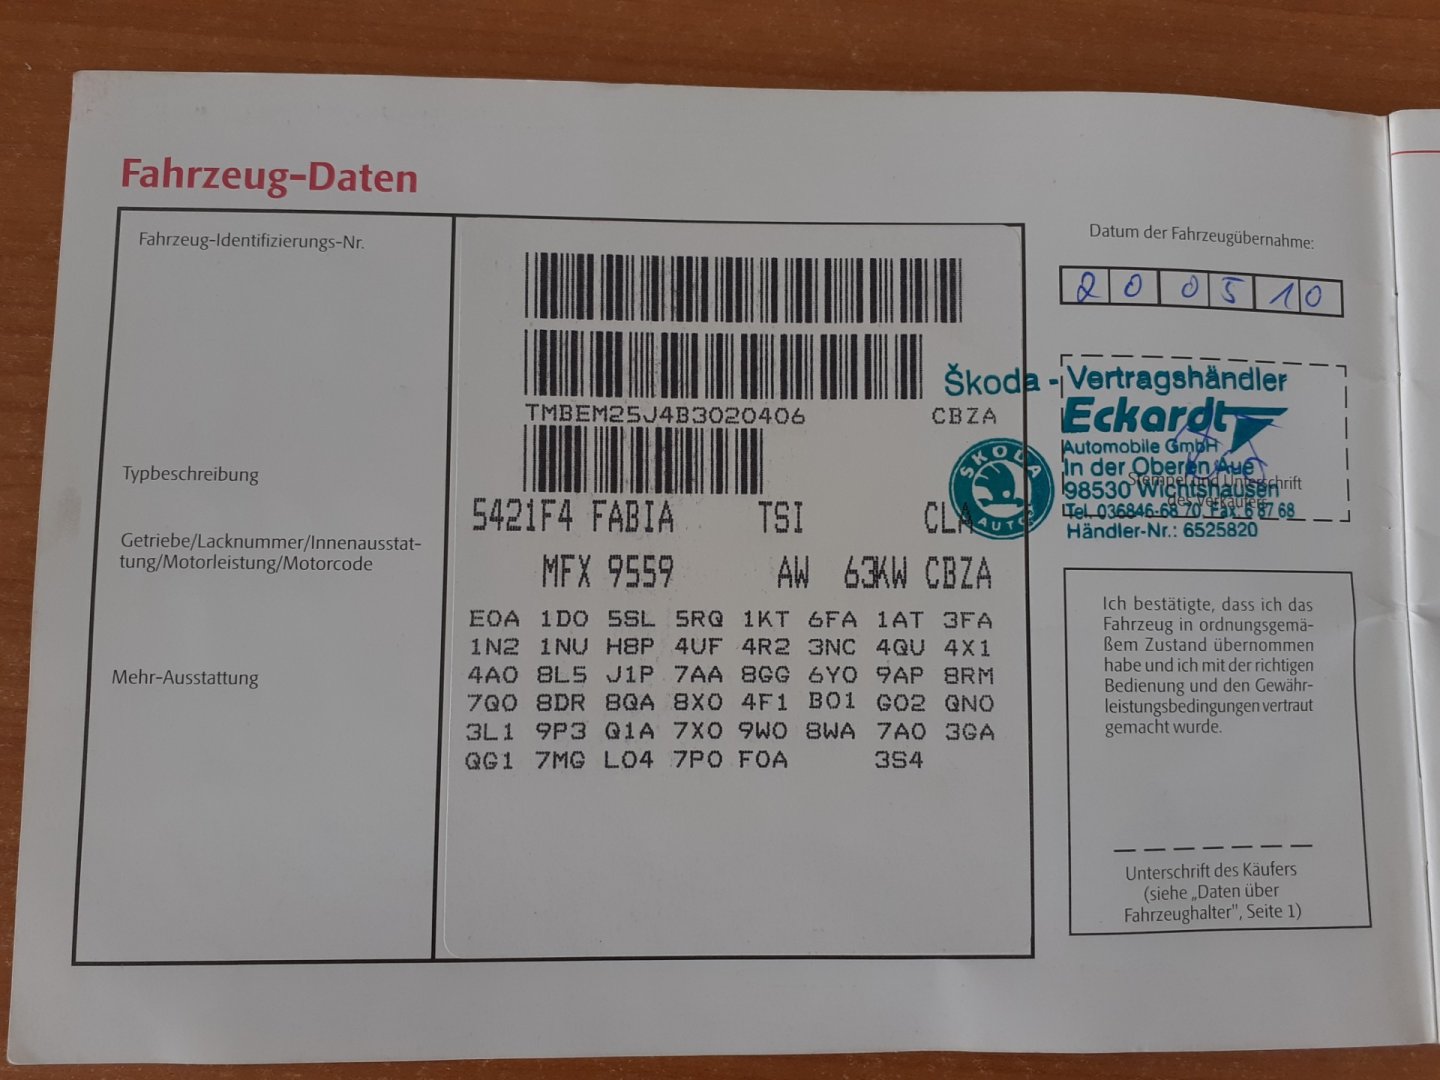 Fahrzeug-Daten
Fahrzeug-Identifizierungs-Nr.
TMBEM25J4B3020406 CBZA
Typbeschreibung
5421F4 FABIA TSI CLA
Getriebe/Lacknummer/Innenausstat-
tung/Motorleistung/Motorcode
MFX 9559 AW 63KW CBZA
Mehr-Ausstattung
E0A 1D0 5SL 5RQ 1KT 6FA 1AT 3FA
1N2 1NU H8P 4UF 4R2 3NC 4QU 4X1
4A0 8L5 J1P 7AA 8GG 6Y0 9AP 8RM
7Q0 8DR 8QA 8X0 4F1 B01 G02 QN0
3L1 9P3 Q1A 7X0 9W0 8WA 7A0 3GA
QG1 7MG L04 7P0 F0A 3S4
Datum der Fahrzeugübernahme:
20 05 10
Škoda - Vertragshändler
Eckardt
Automobile GmbH
In der Oberen Aue
98530 Wichtshausen
Tel. 036846-68 70, Fax 6 87 68
Händler-Nr.: 6525820
ŠKODA
AUTO
Stempel und Unterschrift
des Verkäufers
Ich bestätigte, dass ich das
Fahrzeug in ordnungsgemä-
ßem Zustand übernommen
habe und ich mit der richtigen
Bedienung und den Gewähr-
leistungsbedingungen vertraut
gemacht wurde.
Unterschrift des Käufers
(siehe „Daten über
Fahrzeughalter", Seite 1)